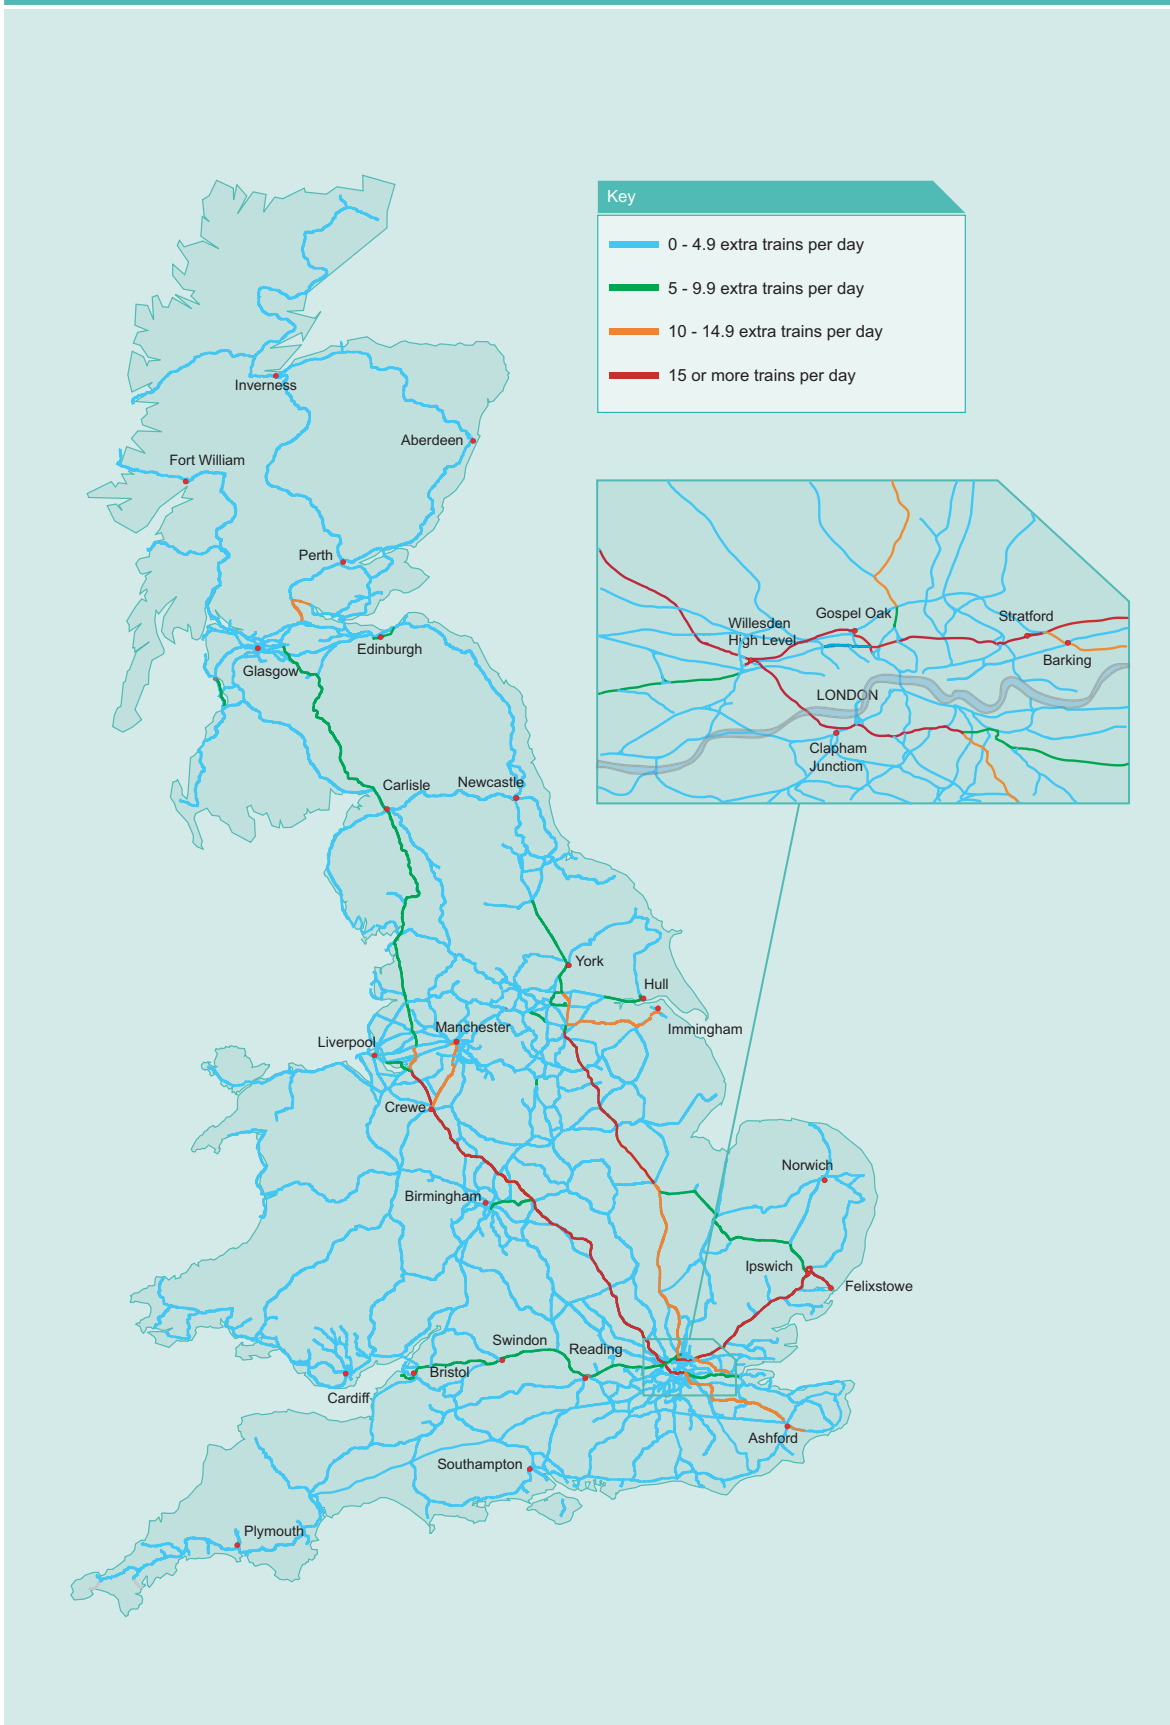 Key
0 - 4.9 extra trains per day
5 - 9.9 extra trains per day
10 - 14.9 extra trains per day
15 or more trains per day
Inverness
Aberdeen
Fort William
Perth
Edinburgh
Glasgow
Carlisle
Newcastle
York
Hull
Immingham
Manchester
Liverpool
Crewe
Norwich
Birmingham
Ipswich
Felixstowe
Swindon
Reading
Bristol
Cardiff
Ashford
Southampton
Plymouth
Gospel Oak
Stratford
Willesden
High Level
Barking
LONDON
Clapham
Junction